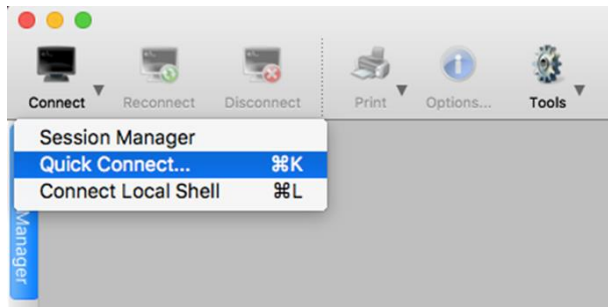 Connect
Reconnect
Disconnect
Print
Options...
Tools
Session Manager
Quick Connect... ⌘K
Connect Local Shell ⌘L
Manager